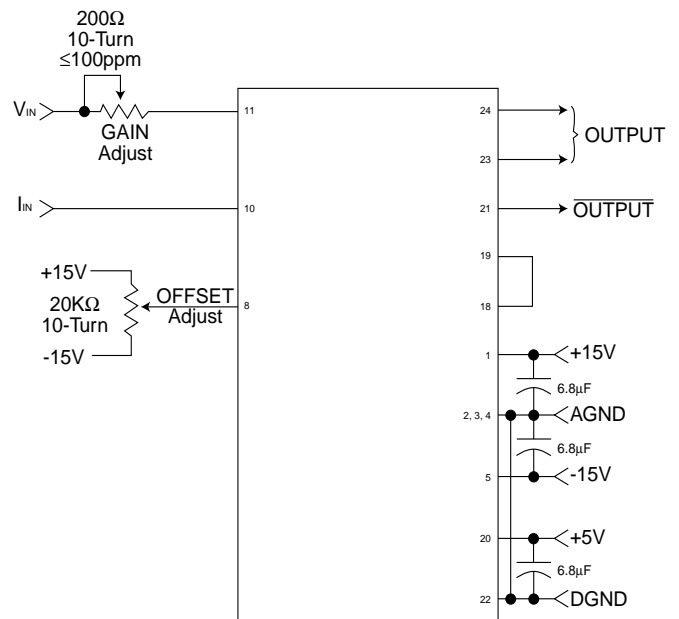 200Ω
10-Turn
≤100ppm
VIN
GAIN
Adjust
11
24
OUTPUT
23
IIN
10
21
OUTPUT
19
+15V
20KΩ
10-Turn
-15V
OFFSET
Adjust
8
18
1
+15V
6.8µF
2, 3, 4
AGND
6.8µF
5
-15V
20
+5V
6.8µF
22
DGND